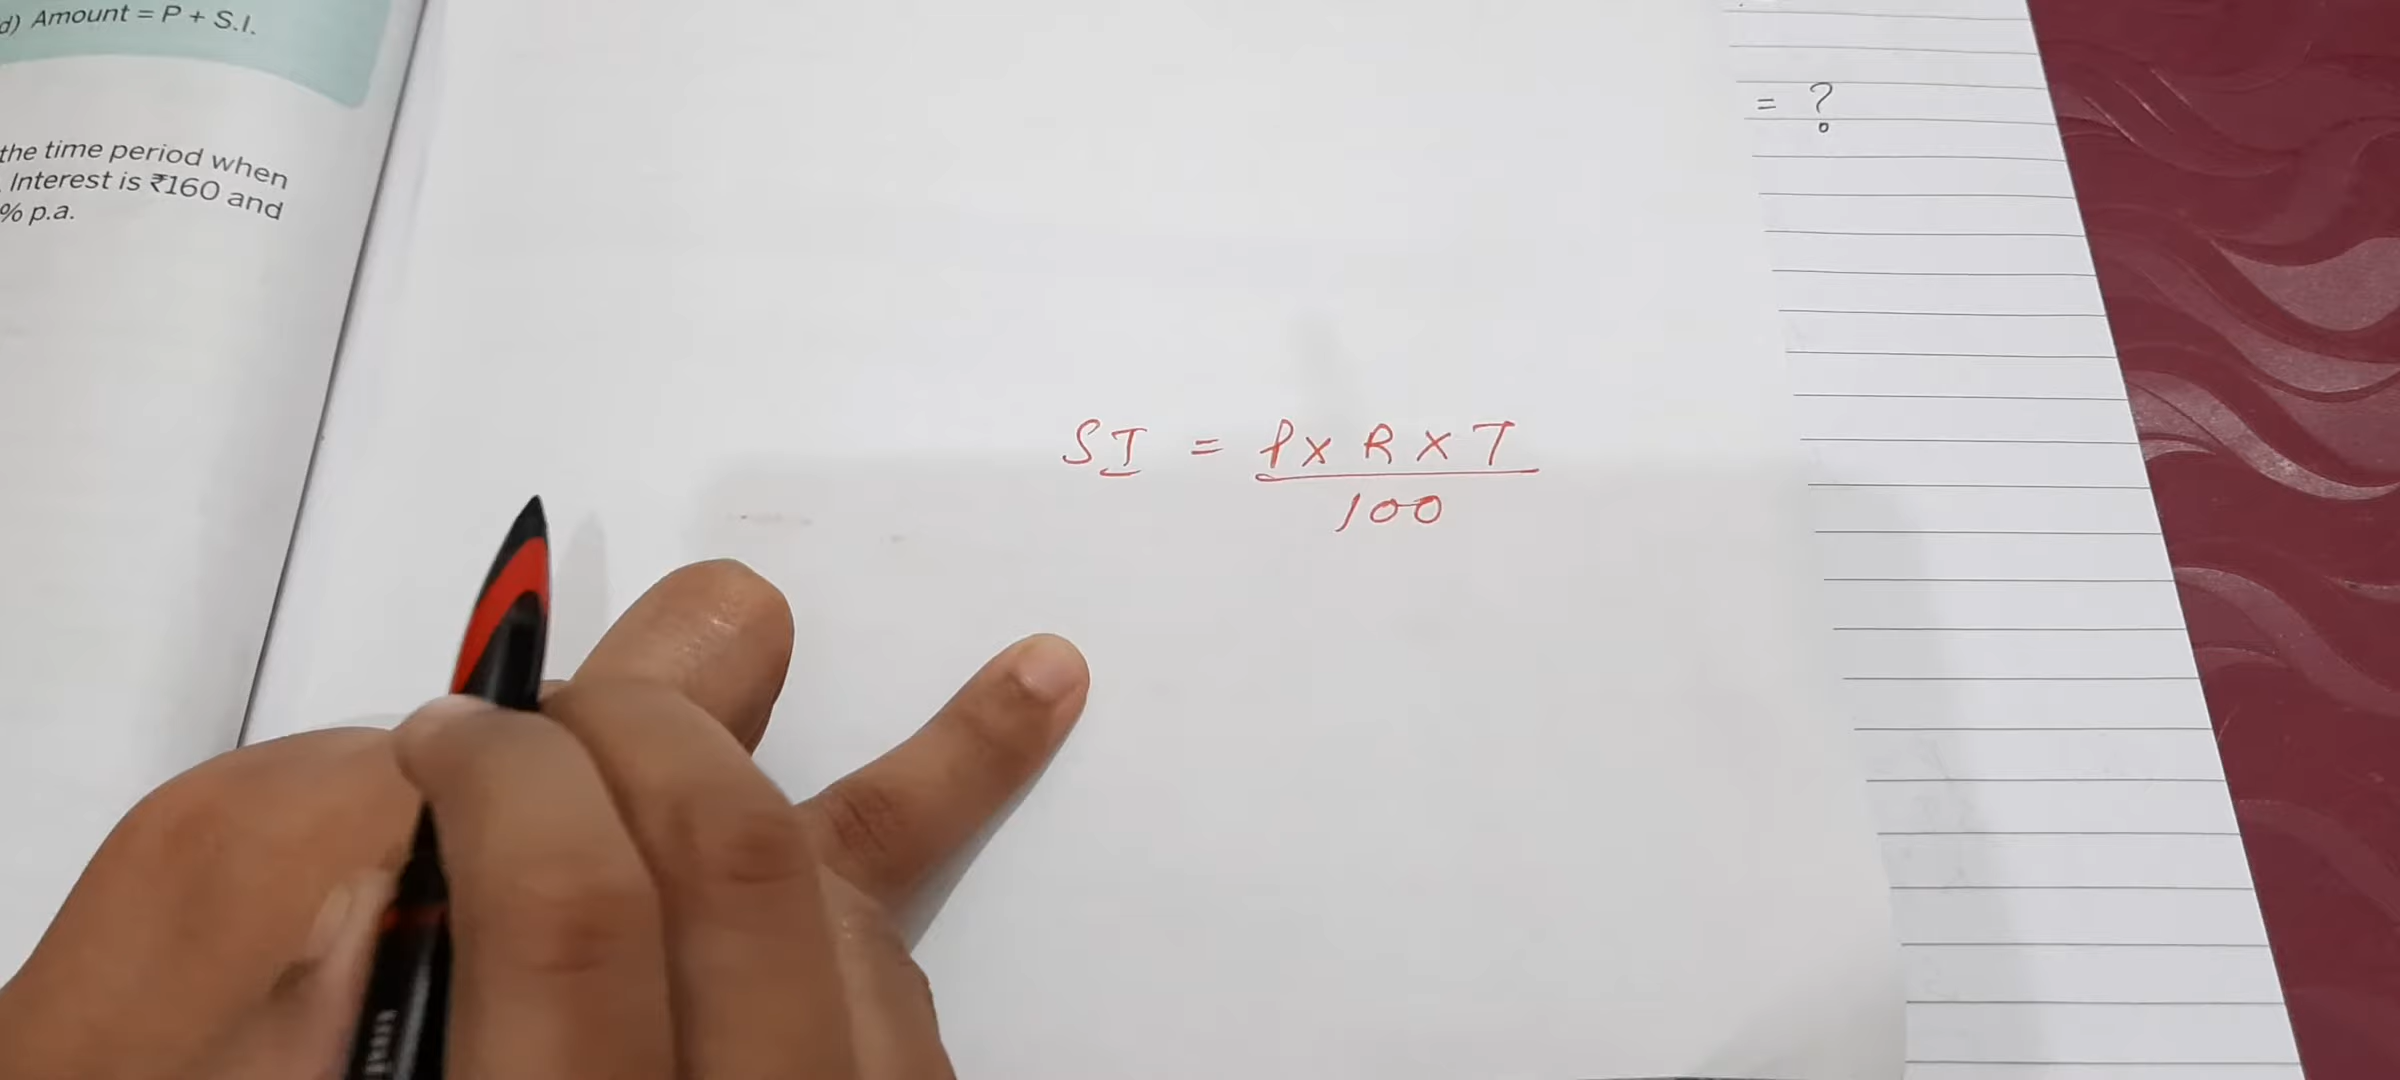 d) Amount = P + S.I.
the time period when
Interest is ₹160 and
% p.a.
= ?
SI = P x R x T
100